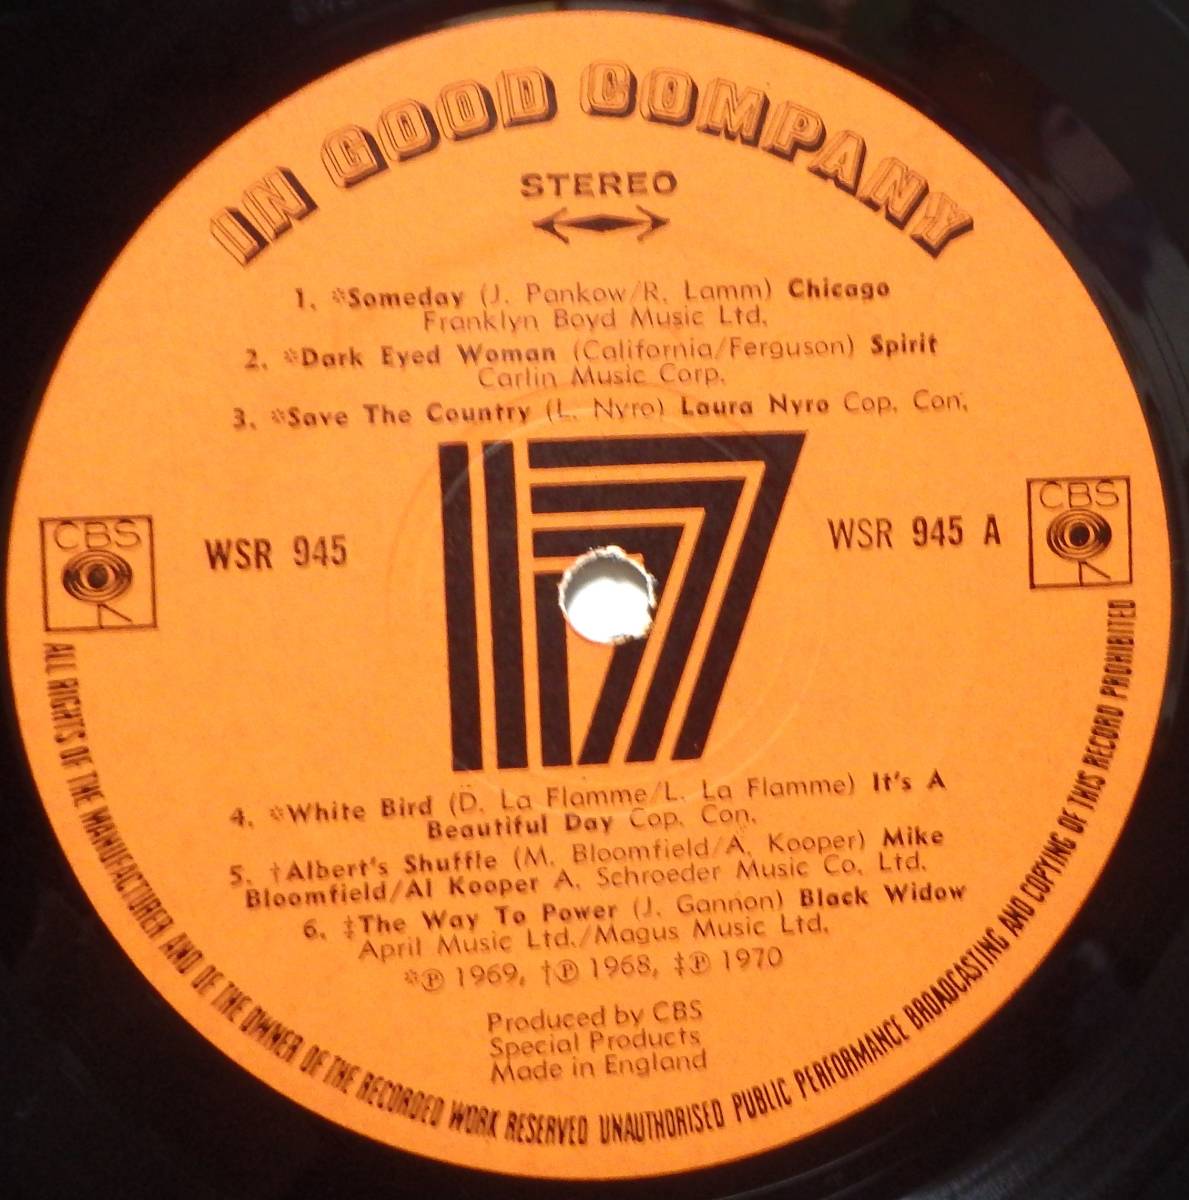 IN GOOD COMPANY
STEREO
1. *Someday (J. Pankow/R. Lamm) Chicago
Franklyn Boyd Music Ltd.
2. *Dark Eyed Woman (California/Ferguson) Spirit
Carlin Music Corp.
3. *Save The Country (L. Nyro) Laura Nyro Cop. Con.
CBS
WSR 945
17
WSR 945 A
CBS
4. *White Bird (D. La Flamme/L. La Flamme) It's A
Beautiful Day Cop. Con.
5. †Albert's Shuffle (M. Bloomfield/A. Kooper) Mike
Bloomfield/Al Kooper A. Schroeder Music Co. Ltd.
6. ‡The Way To Power (J. Gannon) Black Widow
April Music Ltd./Magus Music Ltd.
*℗ 1969, †℗ 1968, ‡℗ 1970
Produced by CBS
Special Products
Made in England
ALL RIGHTS OF THE MANUFACTURER AND OF THE OWNER OF THE RECORDED WORK RESERVED UNAUTHORISED PUBLIC PERFORMANCE BROADCASTING AND COPYING OF THIS RECORD PROHIBITED